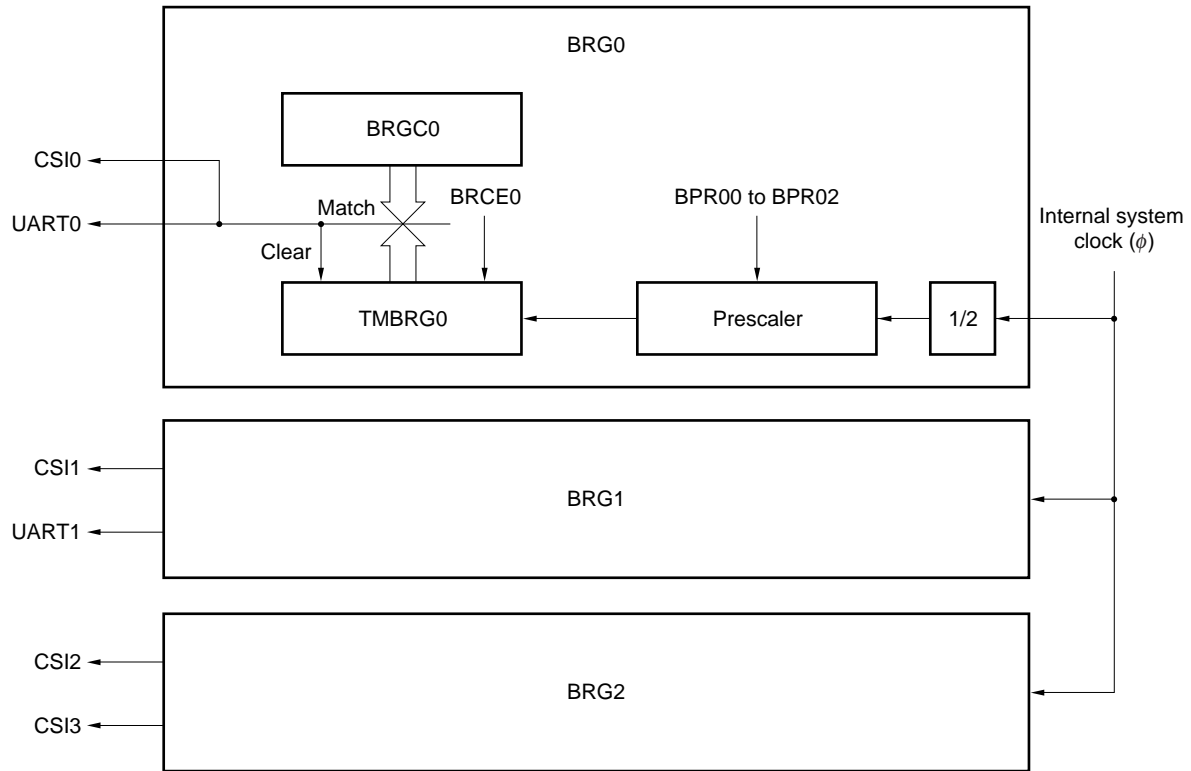 BRG0
BRGC0
CSI0
BRCE0
BPR00 to BPR02
Match
UART0
Internal system
clock (ϕ)
Clear
TMBRG0
Prescaler
1/2
CSI1
BRG1
UART1
CSI2
BRG2
CSI3